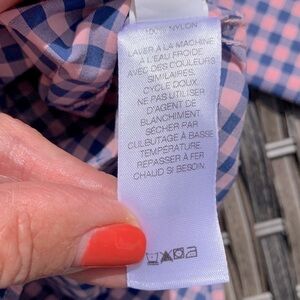 100% NYLON
LAVER À LA MACHINE
À L'EAU FROIDE
AVEC DES COULEURS
SIMILAIRES.
CYCLE DOUX.
NE PAS UTILISER
D'AGENT DE
BLANCHIMENT.
SÉCHER PAR
CULBUTAGE À BASSE
TEMPÉRATURE.
REPASSER À FER
CHAUD SI BESOIN.